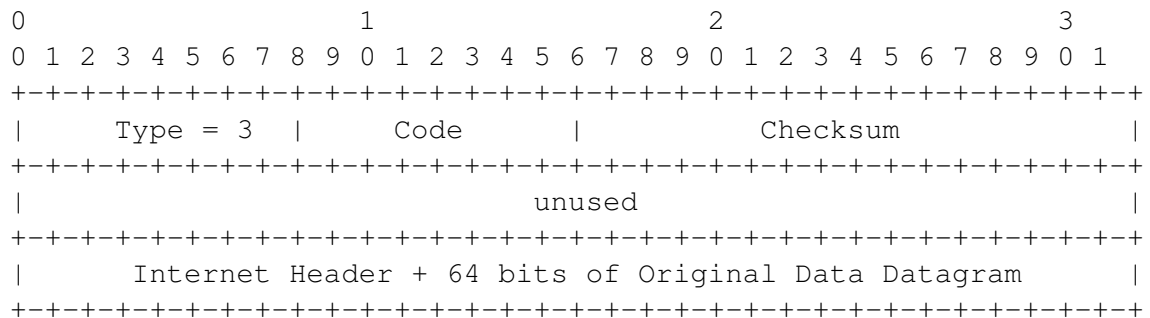 0                   1                   2                   3
0 1 2 3 4 5 6 7 8 9 0 1 2 3 4 5 6 7 8 9 0 1 2 3 4 5 6 7 8 9 0 1
+-+-+-+-+-+-+-+-+-+-+-+-+-+-+-+-+-+-+-+-+-+-+-+-+-+-+-+-+-+-+-+-+
|     Type = 3  |     Code      |          Checksum             |
+-+-+-+-+-+-+-+-+-+-+-+-+-+-+-+-+-+-+-+-+-+-+-+-+-+-+-+-+-+-+-+-+
|                             unused                            |
+-+-+-+-+-+-+-+-+-+-+-+-+-+-+-+-+-+-+-+-+-+-+-+-+-+-+-+-+-+-+-+-+
|      Internet Header + 64 bits of Original Data Datagram      |
+-+-+-+-+-+-+-+-+-+-+-+-+-+-+-+-+-+-+-+-+-+-+-+-+-+-+-+-+-+-+-+-+